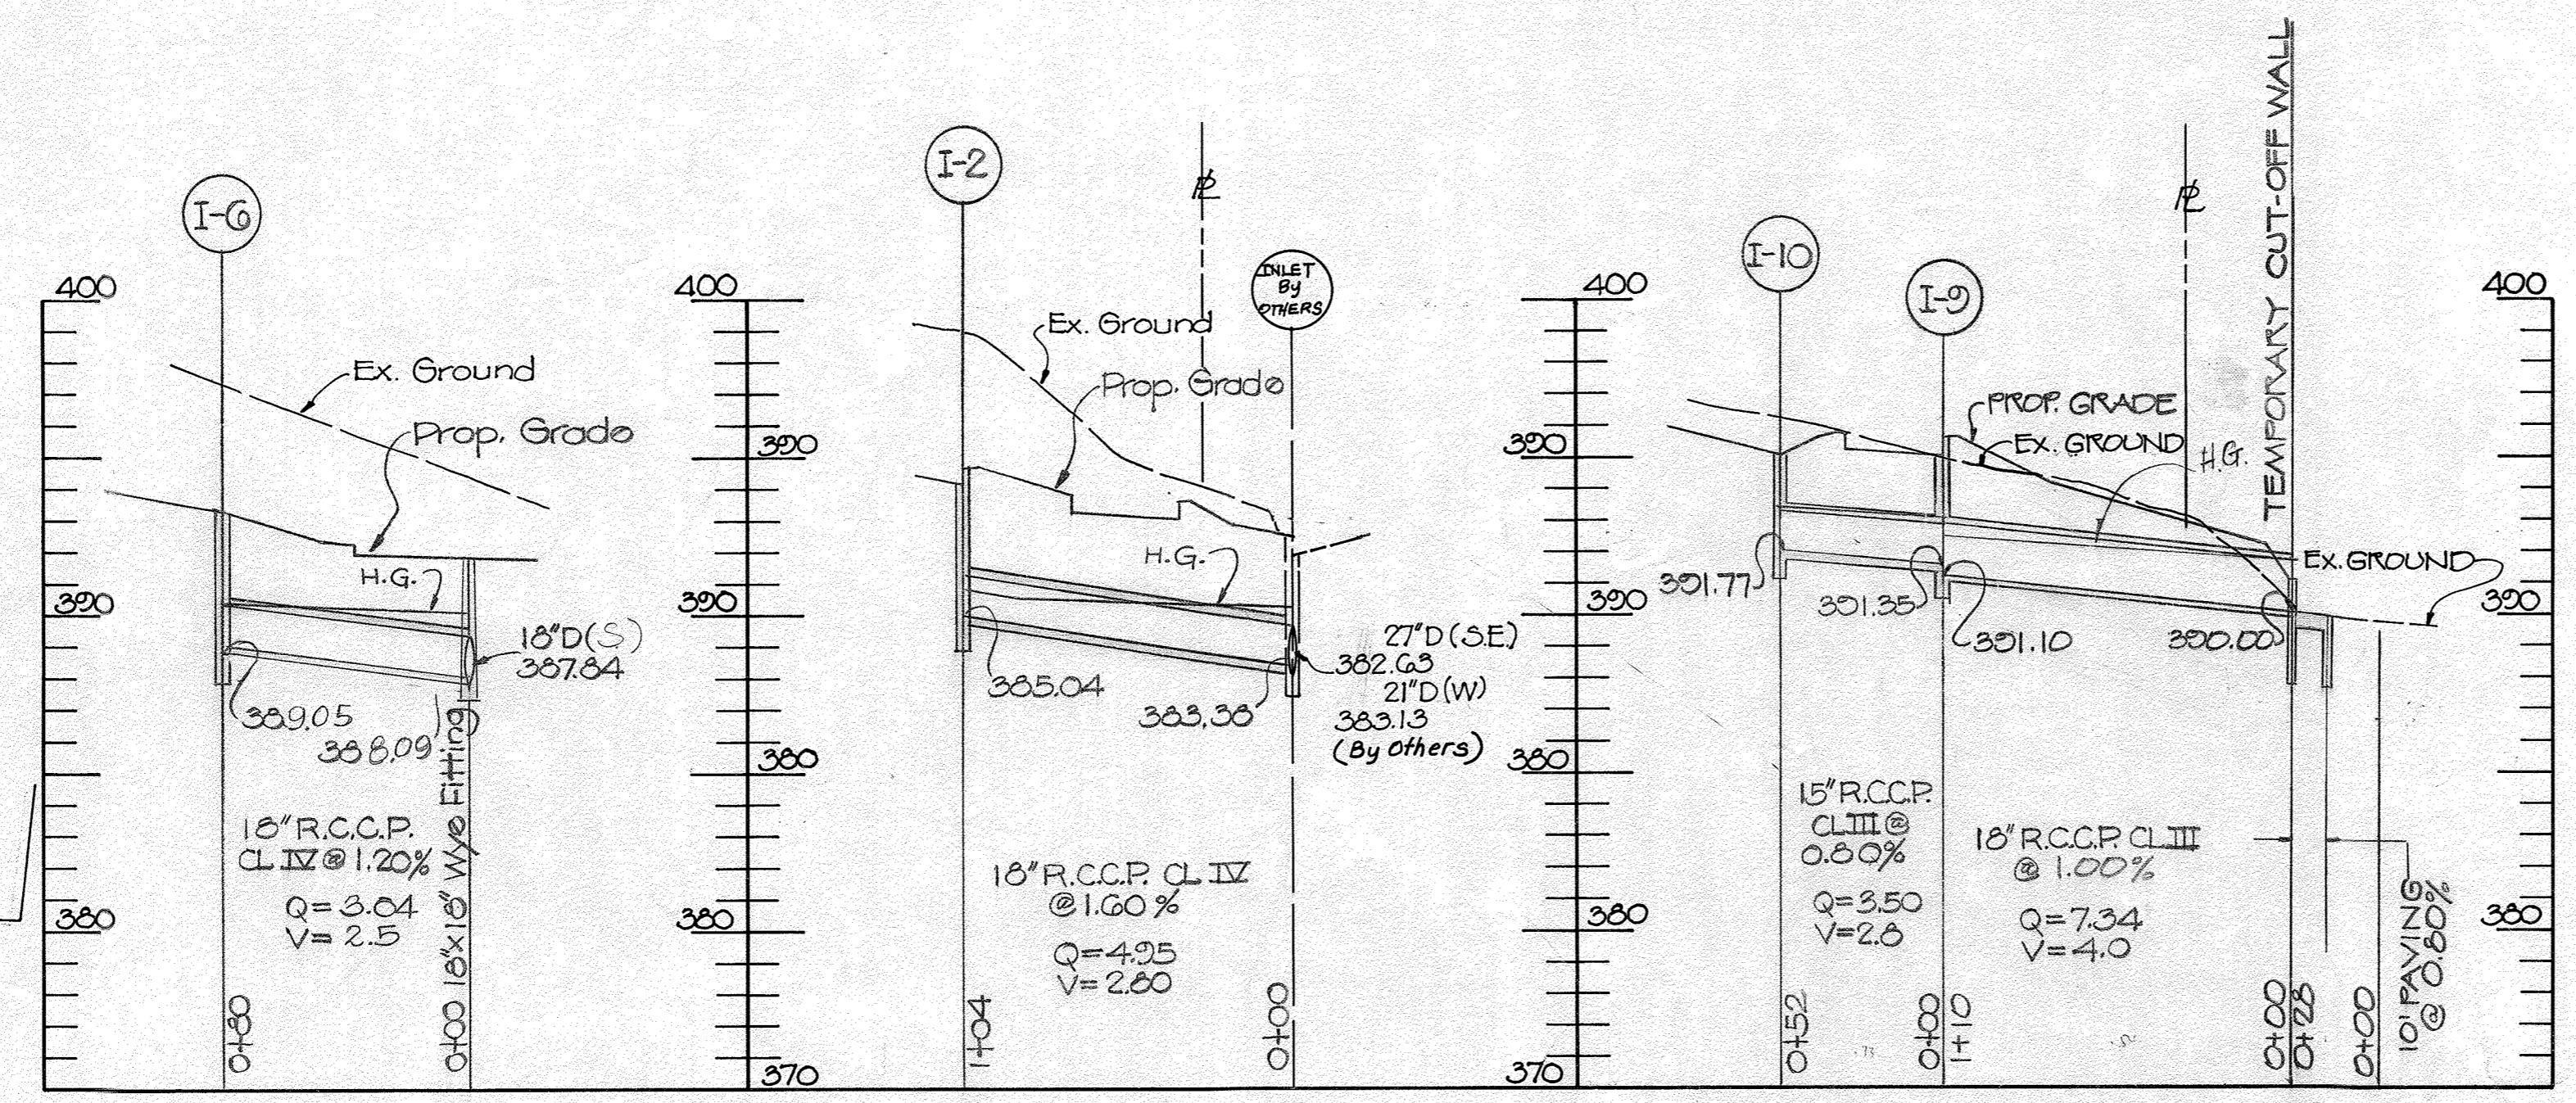 I-6
400
Ex. Ground
Prop. Grade
H.G.
390
18"D(S)
387.84
389.05
388.09
18" R.C.C.P.
CL IV @ 1.20%
Q=3.64
V= 2.5
380
0+80
0+00 18"x18" Wye Fitting
400
390
390
380
380
370
I-2
PL
INLET
By
OTHERS
Ex. Ground
Prop. Grade
H.G.
385.04
383.38
27"D (S.E.)
382.63
21"D(W)
383.13
(By Others)
18" R.C.C.P. CL IV
@ 1.60 %
Q=4.95
V= 2.80
1+04
0+00
400
390
390
380
380
370
I-10
I-9
PL
TEMPORARY CUT-OFF WALL
PROP. GRADE
EX. GROUND
H.G.
EX. GROUND
391.77
391.35
391.10
390.00
15" R.C.C.P.
CL III @
0.80%
Q=3.50
V=2.8
18" R.C.C.P. CL III
@ 1.00%
Q=7.34
V=4.0
0+52
0+00
1+10
0+00
0+28
0+00
10' PAVING
@ 0.80%
400
390
380